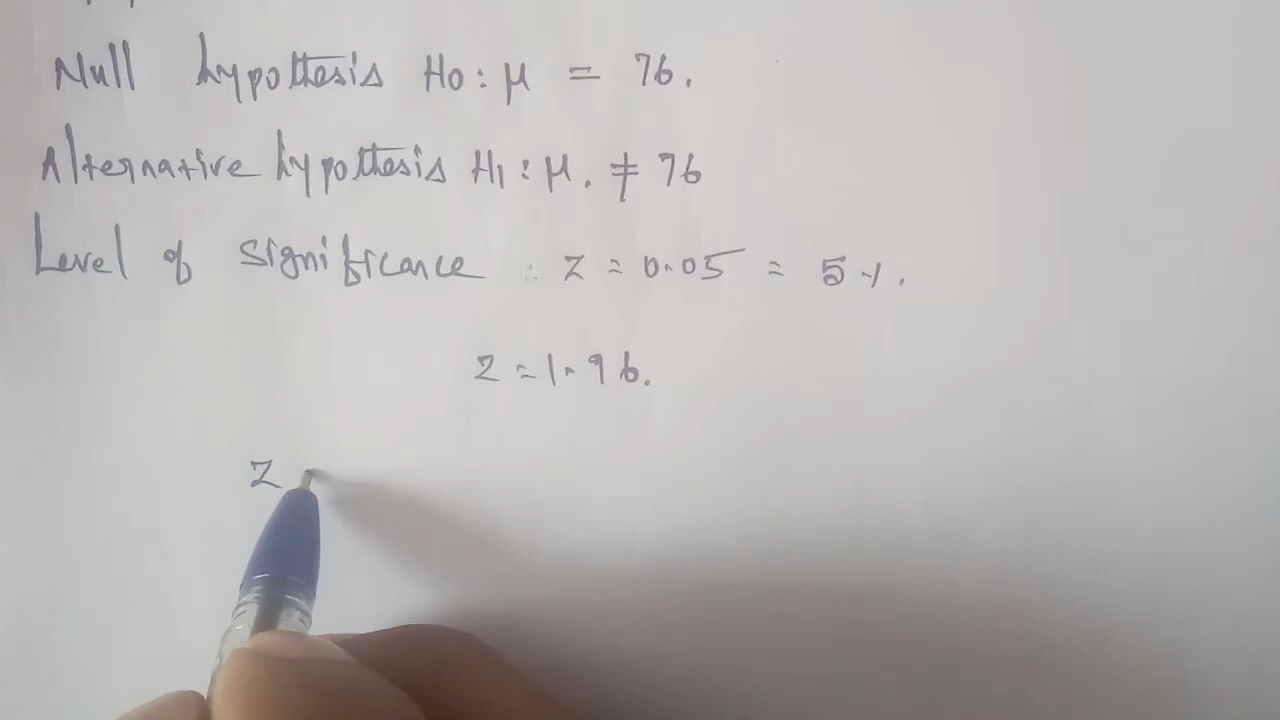 Null hypothesis H0 : μ = 76.
Alternative hypothesis H1 : μ . ≠ 76
Level of significance : z = 0.05 = 5%.
z = 1.96.
z